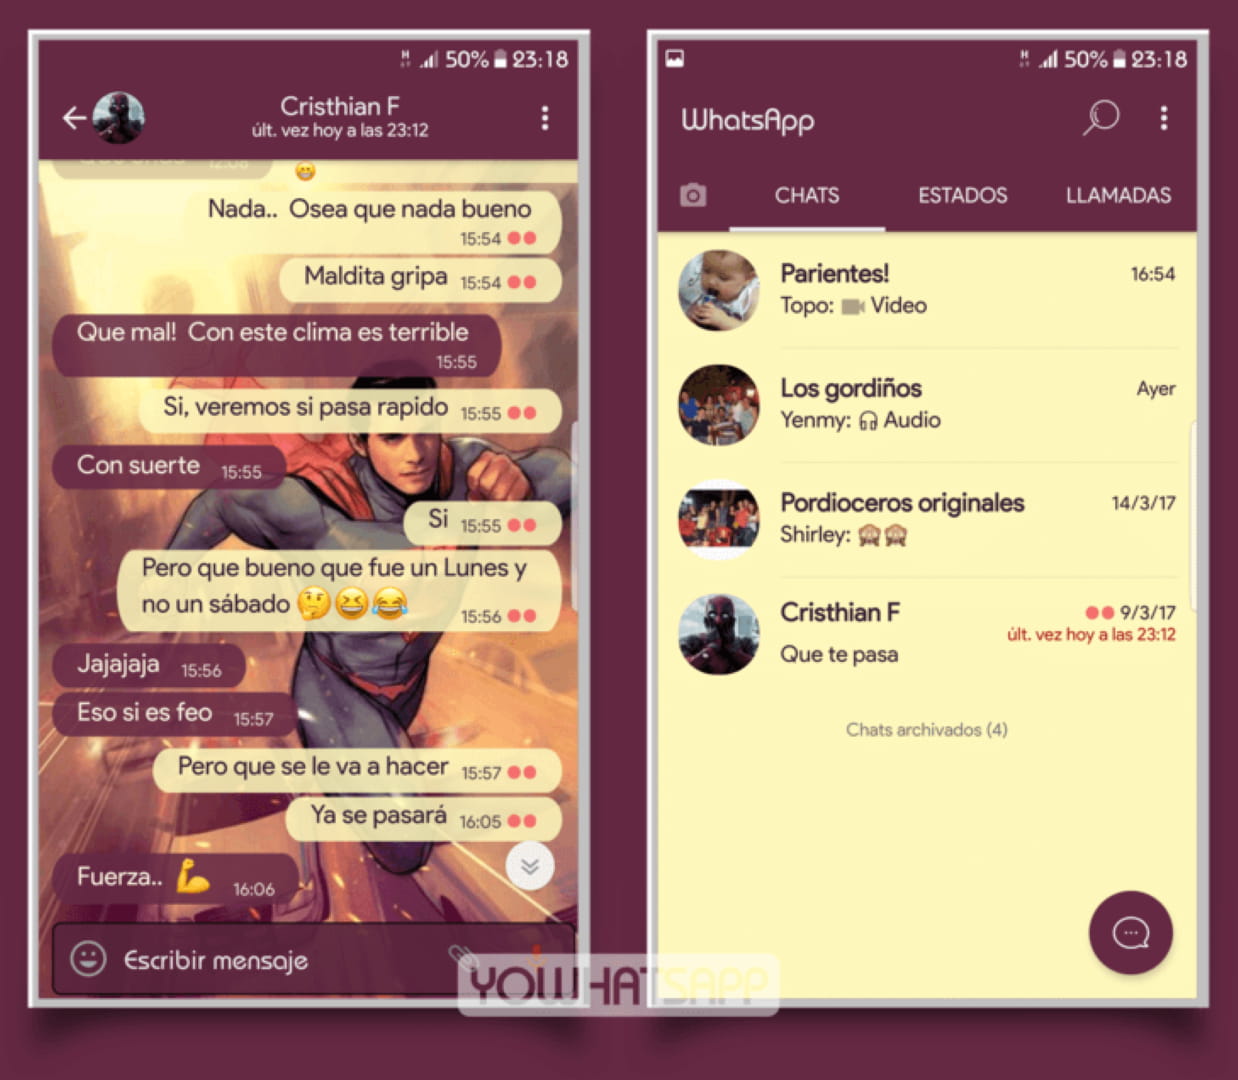 50% 23:18
Cristhian F
últ. vez hoy a las 23:12
12:08
Nada.. Osea que nada bueno
15:54
Maldita gripa 15:54
Que mal! Con este clima es terrible
15:55
Si, veremos si pasa rapido 15:55
Con suerte 15:55
Si 15:55
Pero que bueno que fue un Lunes y
no un sábado 🤔😆😂 15:56
Jajajaja 15:56
Eso si es feo 15:57
Pero que se le va a hacer 15:57
Ya se pasará 16:05
Fuerza.. 💪 16:06
Escribir mensaje
50% 23:18
WhatsApp
CHATS ESTADOS LLAMADAS
Parientes! 16:54
Topo: Video
Los gordiños Ayer
Yenmy: Audio
Pordioceros originales 14/3/17
Shirley: 🙈🙈
Cristhian F 9/3/17
últ. vez hoy a las 23:12
Que te pasa
Chats archivados (4)
YOWHATSAPP